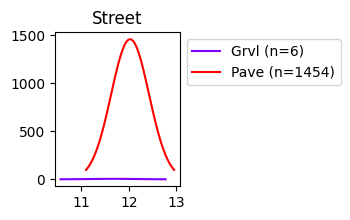 Street
1500
1000
500
0
11 12 13
Grvl (n=6)
Pave (n=1454)